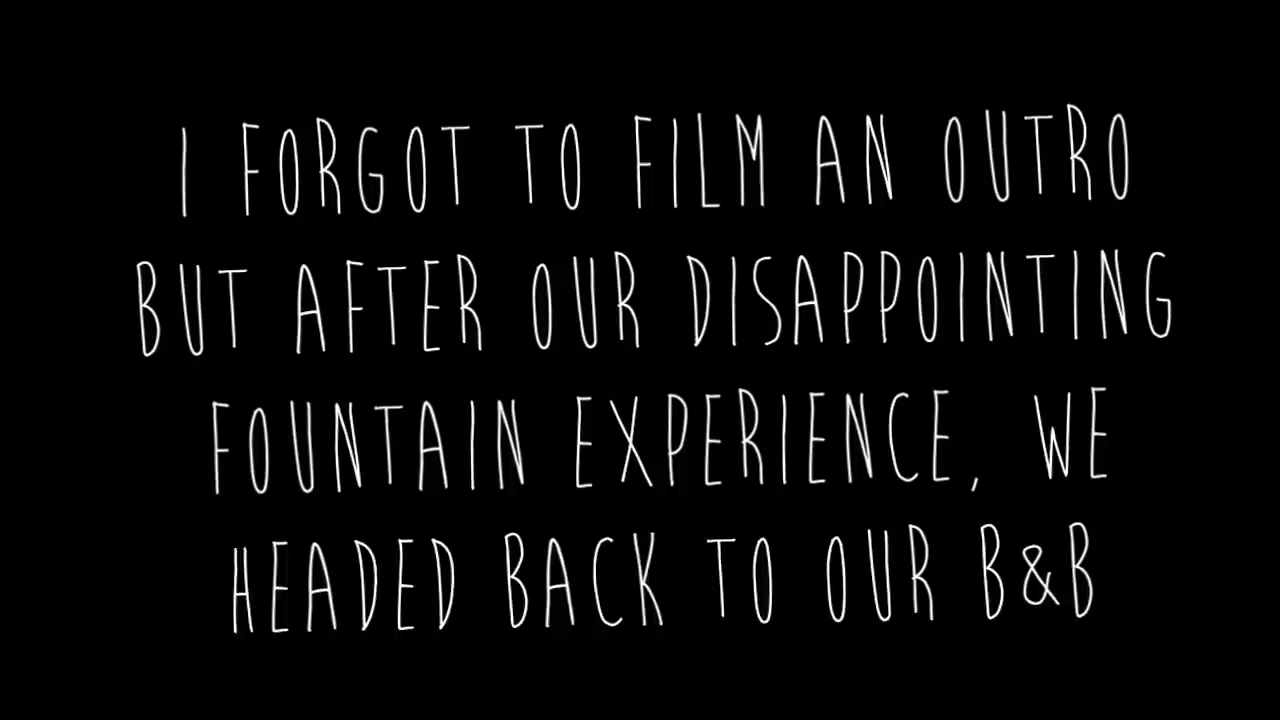 I FORGOT TO FILM AN OUTRO
BUT AFTER OUR DISAPPOINTING
FOUNTAIN EXPERIENCE, WE
HEADED BACK TO OUR B&B